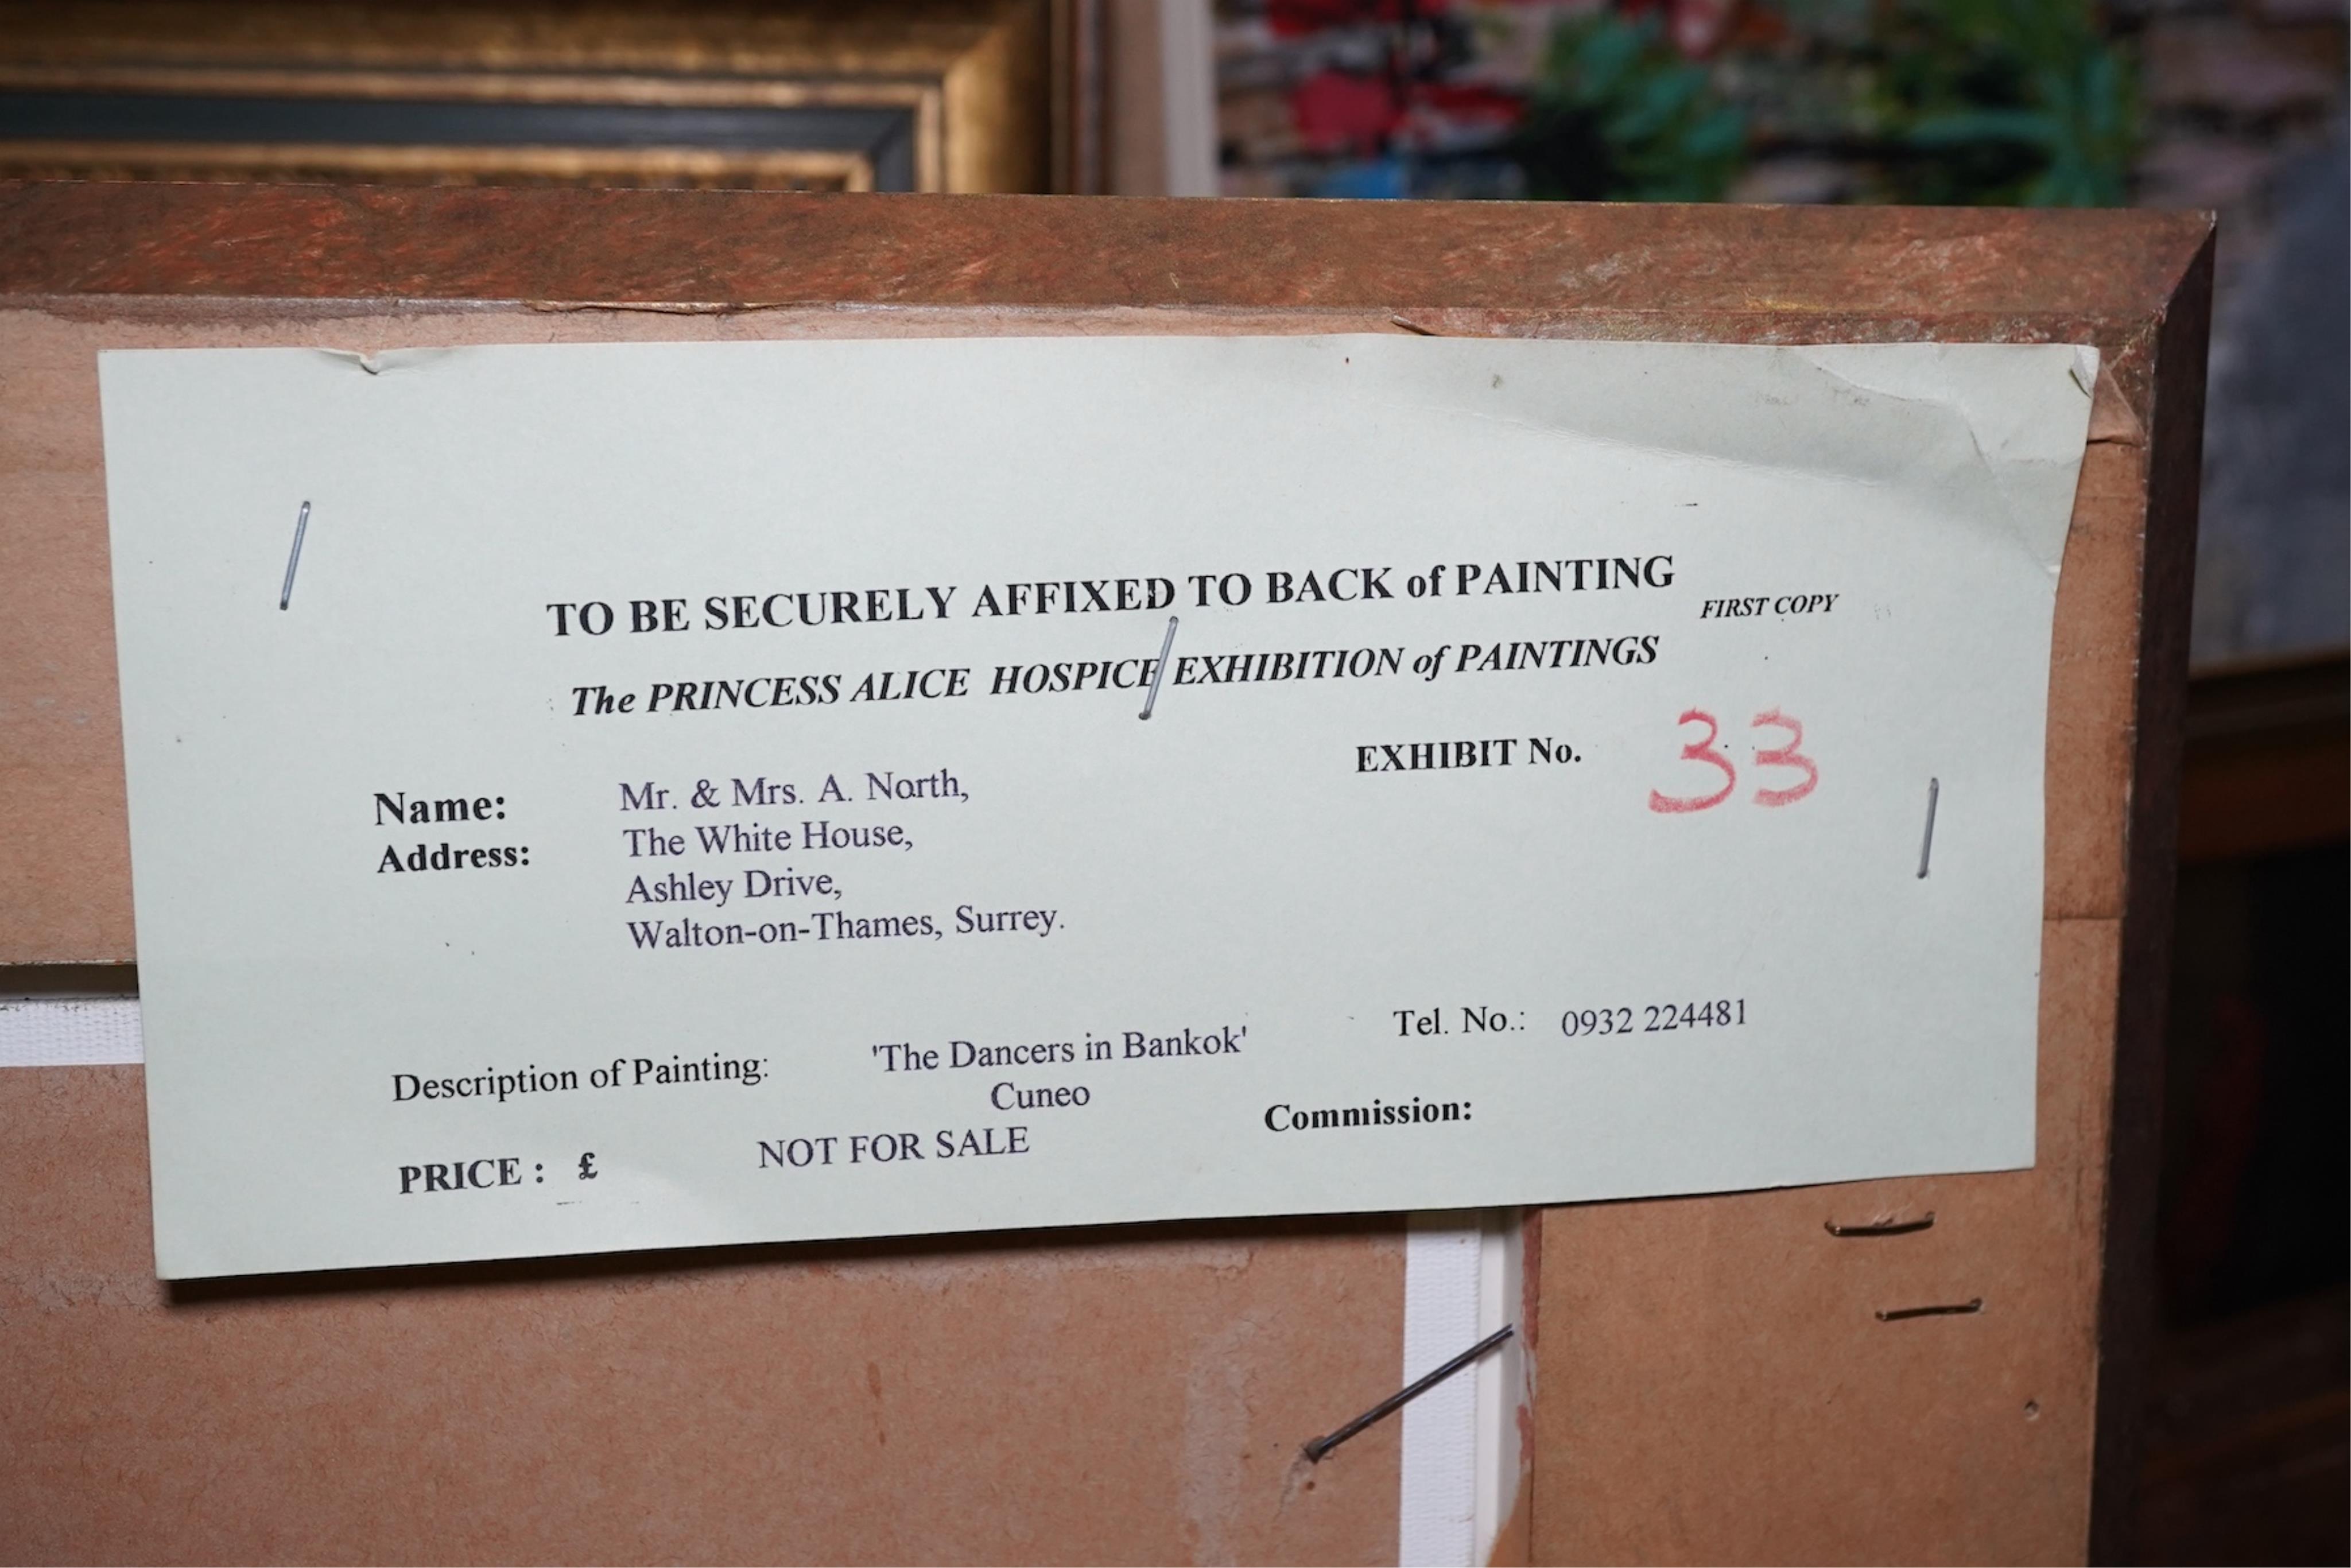 TO BE SECURELY AFFIXED TO BACK of PAINTING
FIRST COPY
The PRINCESS ALICE HOSPICE EXHIBITION of PAINTINGS
EXHIBIT No. 33
Name: Mr. & Mrs. A. North,
Address: The White House,
Ashley Drive,
Walton-on-Thames, Surrey.
Tel. No.: 0932 224481
Description of Painting: 'The Dancers in Bankok'
Cuneo
Commission:
PRICE : £ NOT FOR SALE